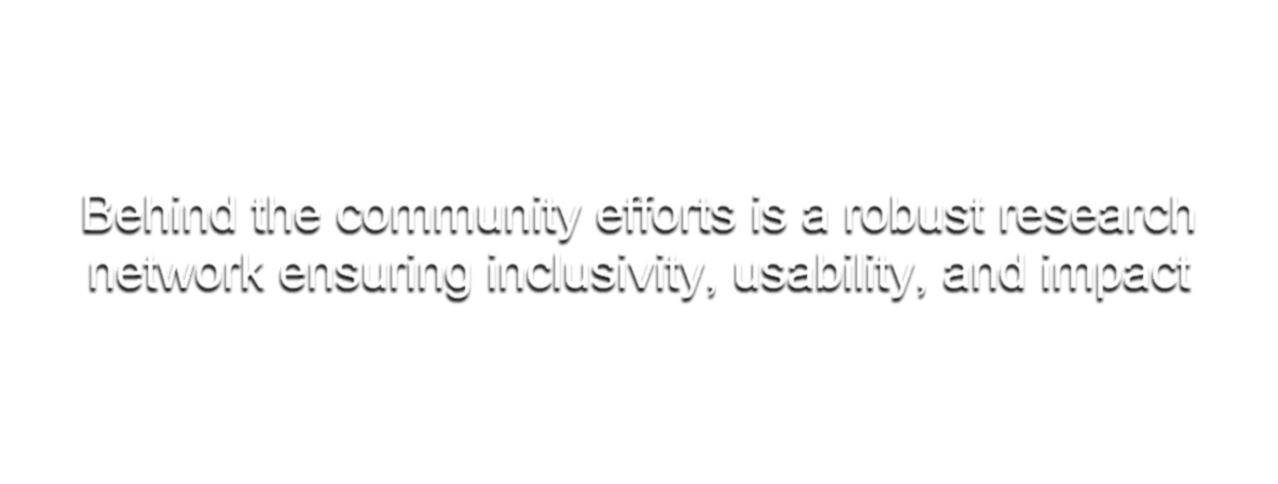 Behind the community efforts is a robust research
network ensuring inclusivity, usability, and impact